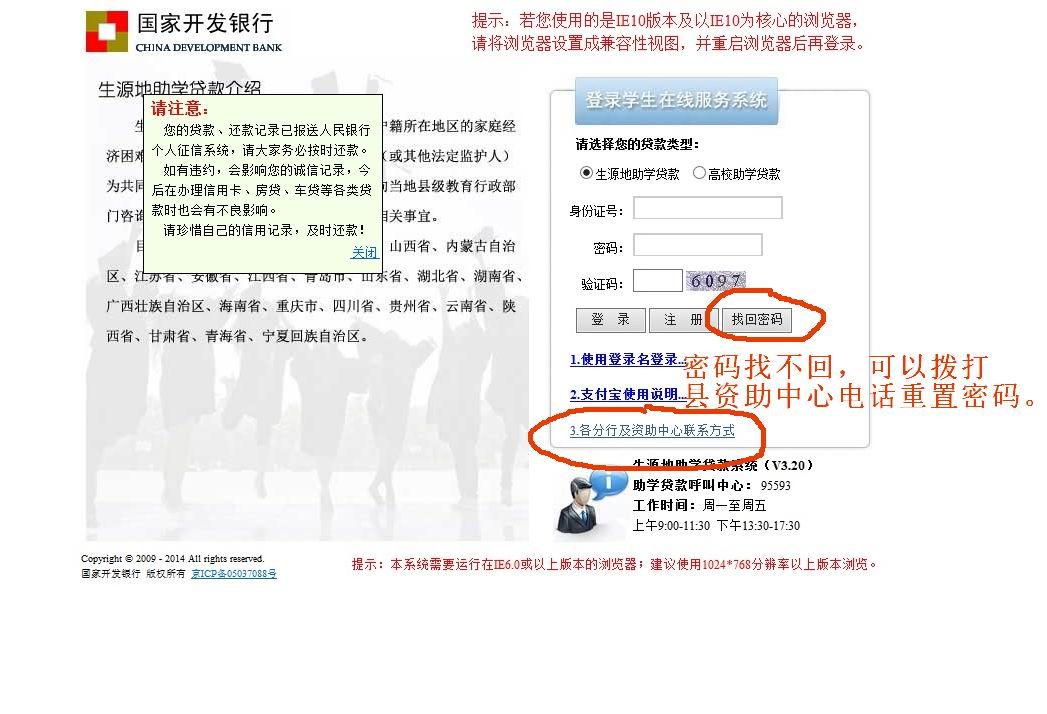 国家开发银行
CHINA DEVELOPMENT BANK
提示：若您使用的是IE10版本及以IE10为核心的浏览器，
请将浏览器设置成兼容性视图，并重启浏览器后再登录。
生源地助学贷款介绍
请注意：
您的贷款、还款记录已报送人民银行
个人征信系统，请大家务必按时还款。
如有违约，会影响您的诚信记录，今
后在办理信用卡、房贷、车贷等各类贷
款时也会有不良影响。
请珍惜自己的信用记录，及时还款！
关闭
生 户籍所在地区的家庭经
济困难 （或其他法定监护人）
为共同 向当地县级教育行政部
门咨询 相关事宜。
目 山西省、内蒙古自治
区、江苏省、安徽省、江西省、青岛市、山东省、湖北省、湖南省、
广西壮族自治区、海南省、重庆市、四川省、贵州省、云南省、陕
西省、甘肃省、青海省、宁夏回族自治区。
登录学生在线服务系统
请选择您的贷款类型：
生源地助学贷款 高校助学贷款
身份证号：
密码：
验证码： 6097
登 录 注 册 找回密码
1.使用登录名登录...
密码找不回，可以拨打
县资助中心电话重置密码。
2.支付宝使用说明...
3.各分行及资助中心联系方式
生源地助学贷款系统（V3.20）
助学贷款呼叫中心： 95593
工作时间：周一至周五
上午9:00-11:30 下午13:30-17:30
Copyright © 2009 - 2014 All rights reserved.
国家开发银行 版权所有 京ICP备05037088号
提示：本系统需要运行在IE6.0或以上版本的浏览器；建议使用1024*768分辨率以上版本浏览。